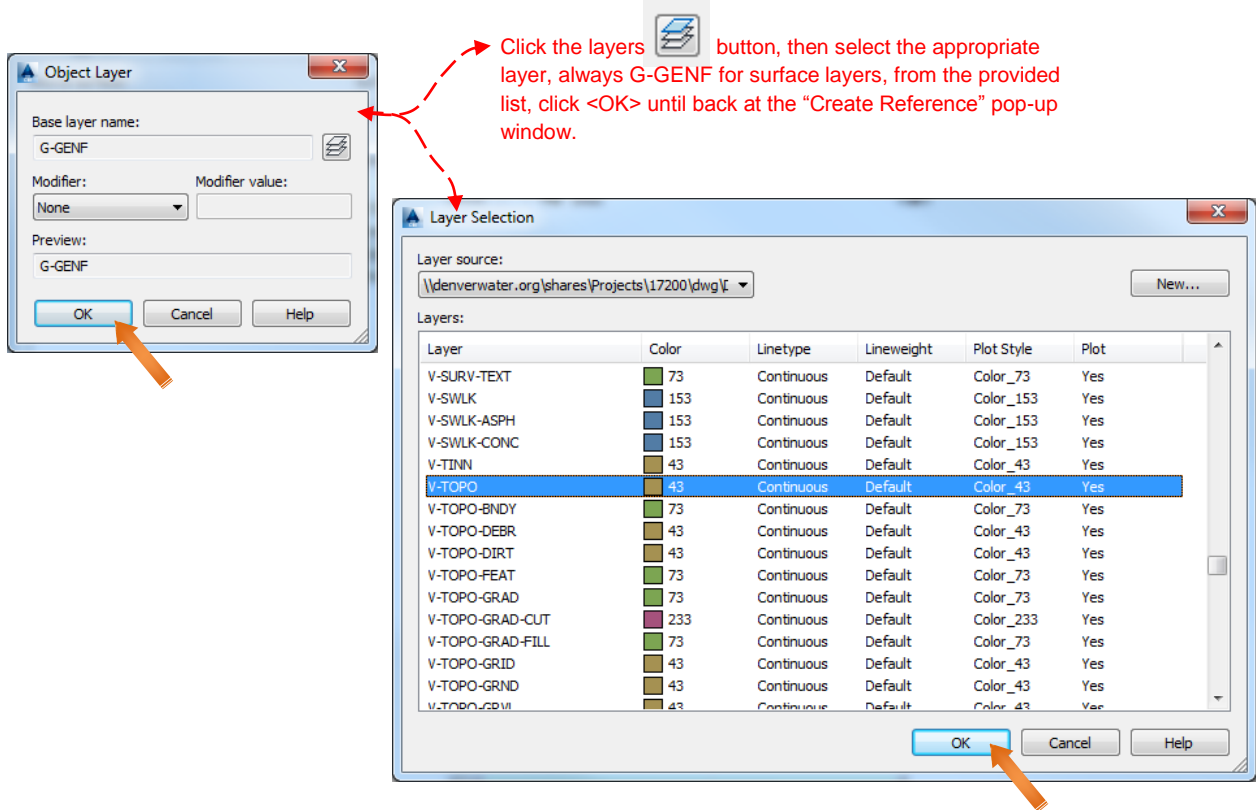 Click the layers button, then select the appropriate
layer, always G-GENF for surface layers, from the provided
list, click <OK> until back at the “Create Reference” pop-up
window.
Object Layer
Base layer name:
G-GENF
Modifier: Modifier value:
None
Preview:
G-GENF
OK Cancel Help
Layer Selection
Layer source:
\\denverwater.org\shares\Projects\17200\dwg\
New...
Layers:
Layer Color Linetype Lineweight Plot Style Plot
V-SURV-TEXT 73 Continuous Default Color_73 Yes
V-SWLK 153 Continuous Default Color_153 Yes
V-SWLK-ASPH 153 Continuous Default Color_153 Yes
V-SWLK-CONC 153 Continuous Default Color_153 Yes
V-TINN 43 Continuous Default Color_43 Yes
V-TOPO 43 Continuous Default Color_43 Yes
V-TOPO-BNDY 73 Continuous Default Color_73 Yes
V-TOPO-DEBR 43 Continuous Default Color_43 Yes
V-TOPO-DIRT 43 Continuous Default Color_43 Yes
V-TOPO-FEAT 73 Continuous Default Color_73 Yes
V-TOPO-GRAD 73 Continuous Default Color_73 Yes
V-TOPO-GRAD-CUT 233 Continuous Default Color_233 Yes
V-TOPO-GRAD-FILL 73 Continuous Default Color_73 Yes
V-TOPO-GRID 43 Continuous Default Color_43 Yes
V-TOPO-GRND 43 Continuous Default Color_43 Yes
V-TOPO-GRVL 43 Continuous Default Color_43 Yes
OK Cancel Help